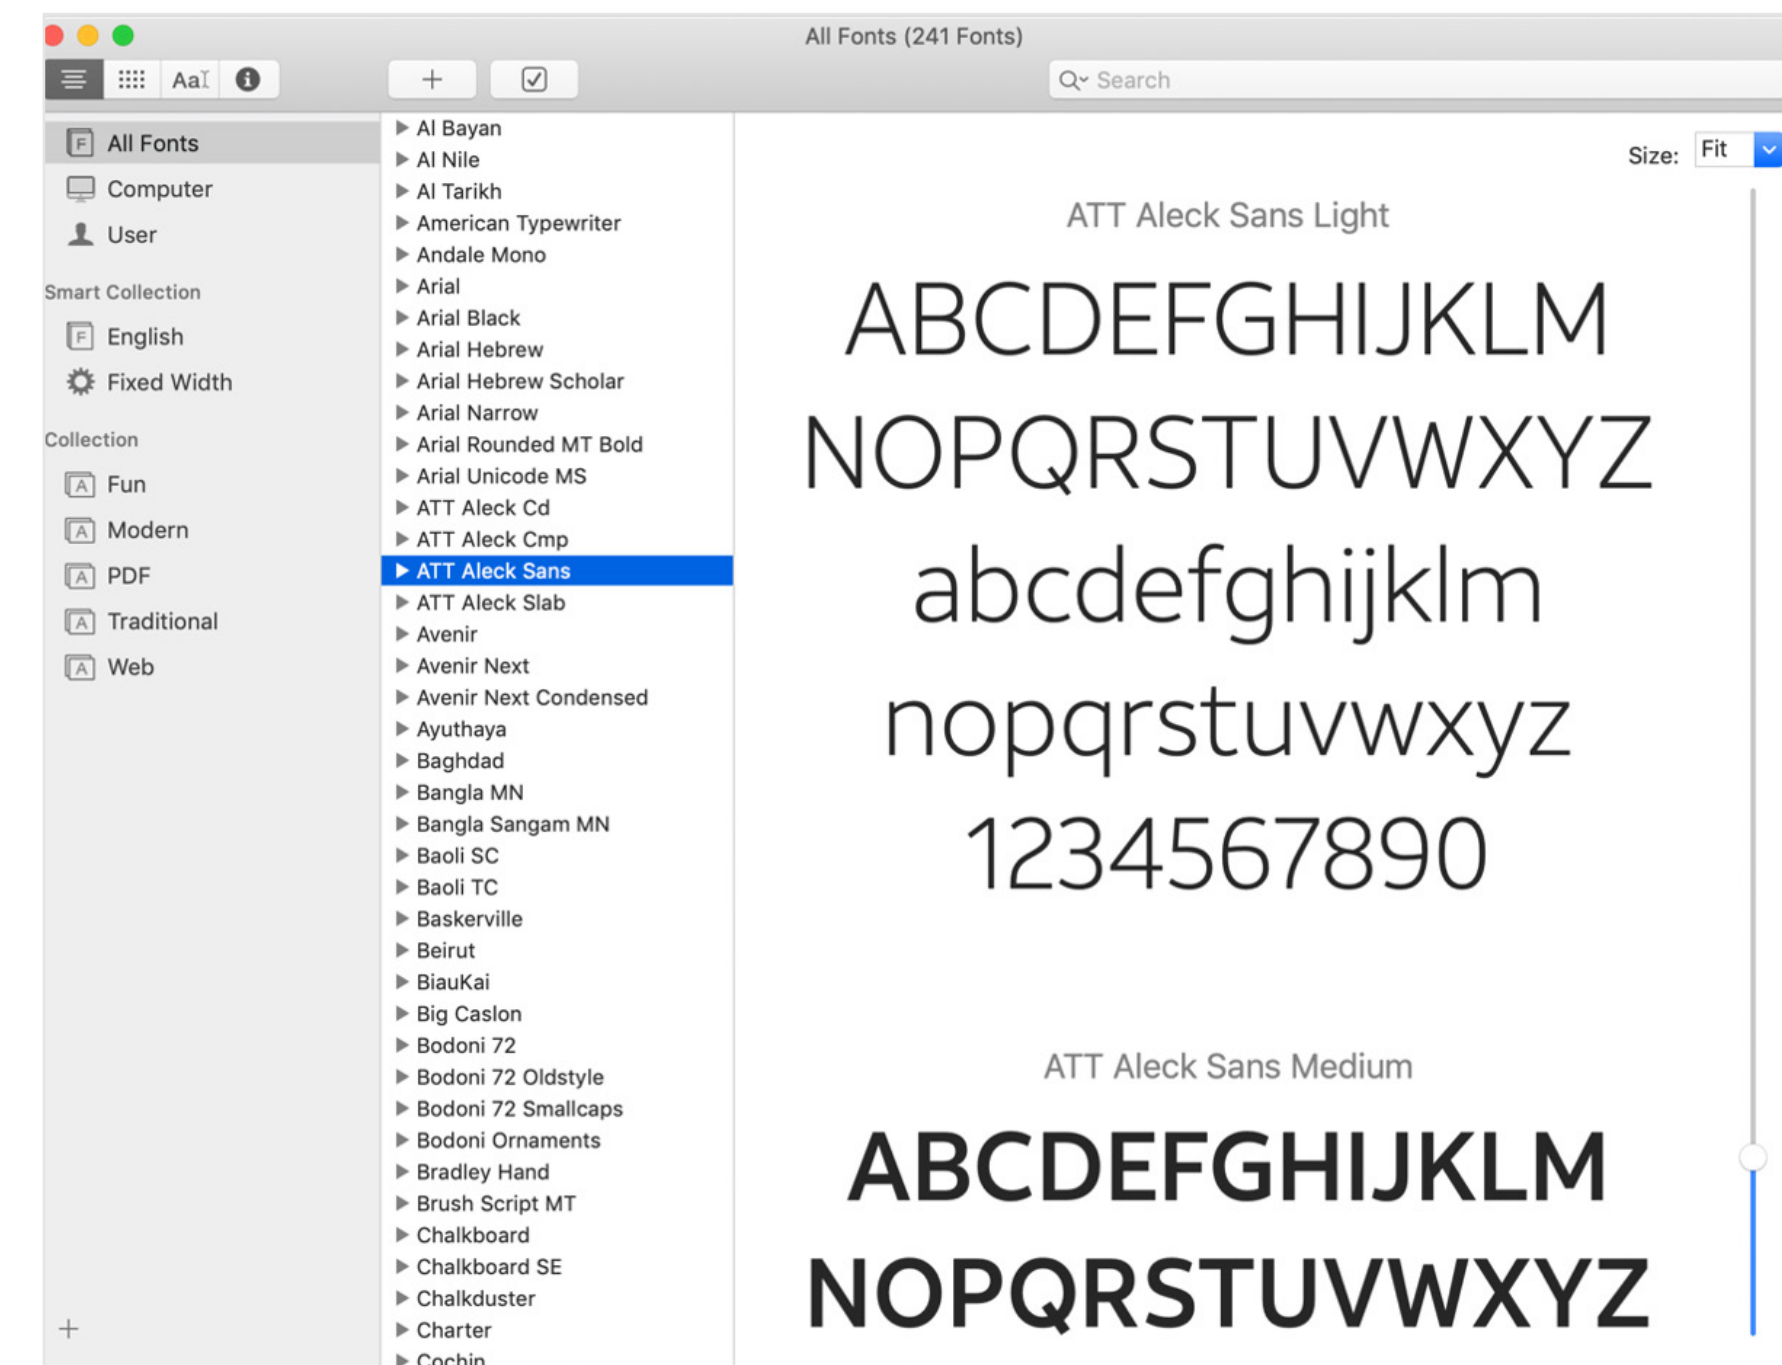 All Fonts (241 Fonts)
Aa
Search
All Fonts
Computer
User
Smart Collection
English
Fixed Width
Collection
Fun
Modern
PDF
Traditional
Web
Al Bayan
Al Nile
Al Tarikh
American Typewriter
Andale Mono
Arial
Arial Black
Arial Hebrew
Arial Hebrew Scholar
Arial Narrow
Arial Rounded MT Bold
Arial Unicode MS
ATT Aleck Cd
ATT Aleck Cmp
ATT Aleck Sans
ATT Aleck Slab
Avenir
Avenir Next
Avenir Next Condensed
Ayuthaya
Baghdad
Bangla MN
Bangla Sangam MN
Baoli SC
Baoli TC
Baskerville
Beirut
BiauKai
Big Caslon
Bodoni 72
Bodoni 72 Oldstyle
Bodoni 72 Smallcaps
Bodoni Ornaments
Bradley Hand
Brush Script MT
Chalkboard
Chalkboard SE
Chalkduster
Charter
Cochin
Size: Fit
ATT Aleck Sans Light
ABCDEFGHIJKLM
NOPQRSTUVWXYZ
abcdefghijklm
nopqrstuvwxyz
1234567890
ATT Aleck Sans Medium
ABCDEFGHIJKLM
NOPQRSTUVWXYZ